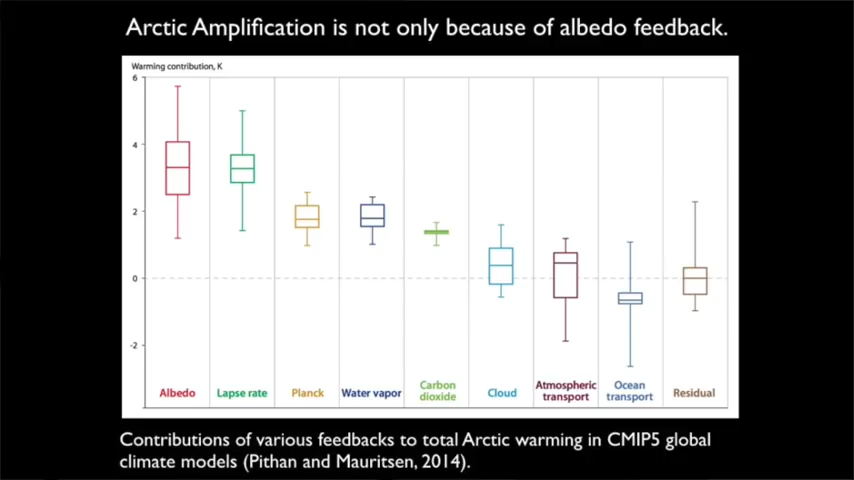 Arctic Amplification is not only because of albedo feedback.
Warming contribution, K
6
4
2
0
-2
Albedo
Lapse rate
Planck
Water vapor
Carbon
dioxide
Cloud
Atmospheric
transport
Ocean
transport
Residual
Contributions of various feedbacks to total Arctic warming in CMIP5 global
climate models (Pithan and Mauritsen, 2014).